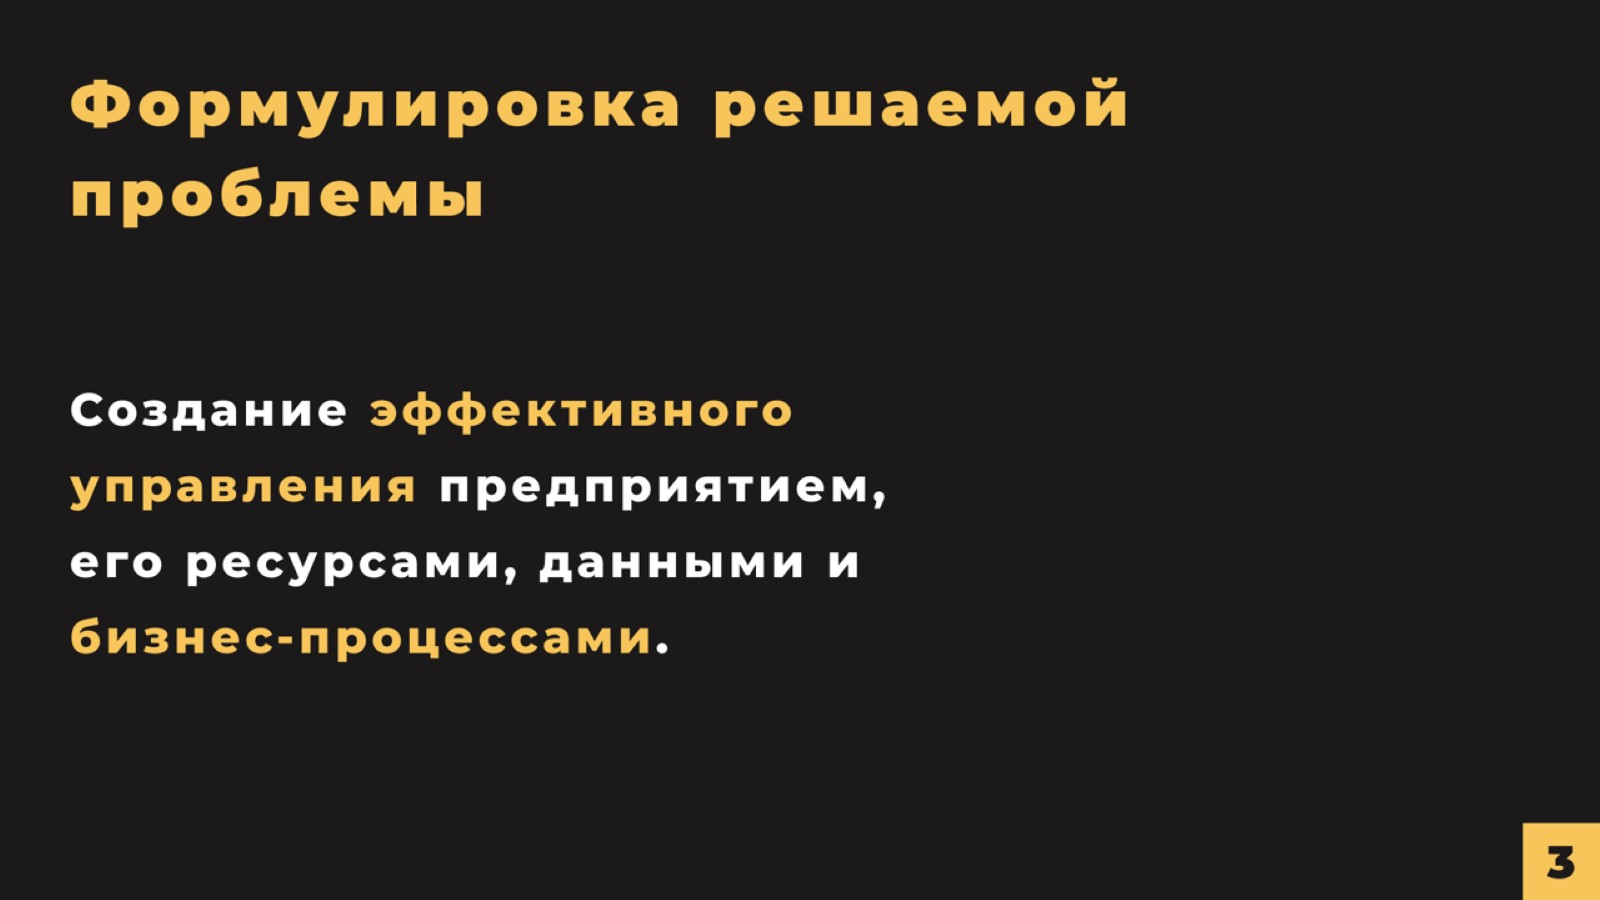 Формулировка решаемой
проблемы
Создание эффективного
управления предприятием,
его ресурсами, данными и
бизнес-процессами.
3